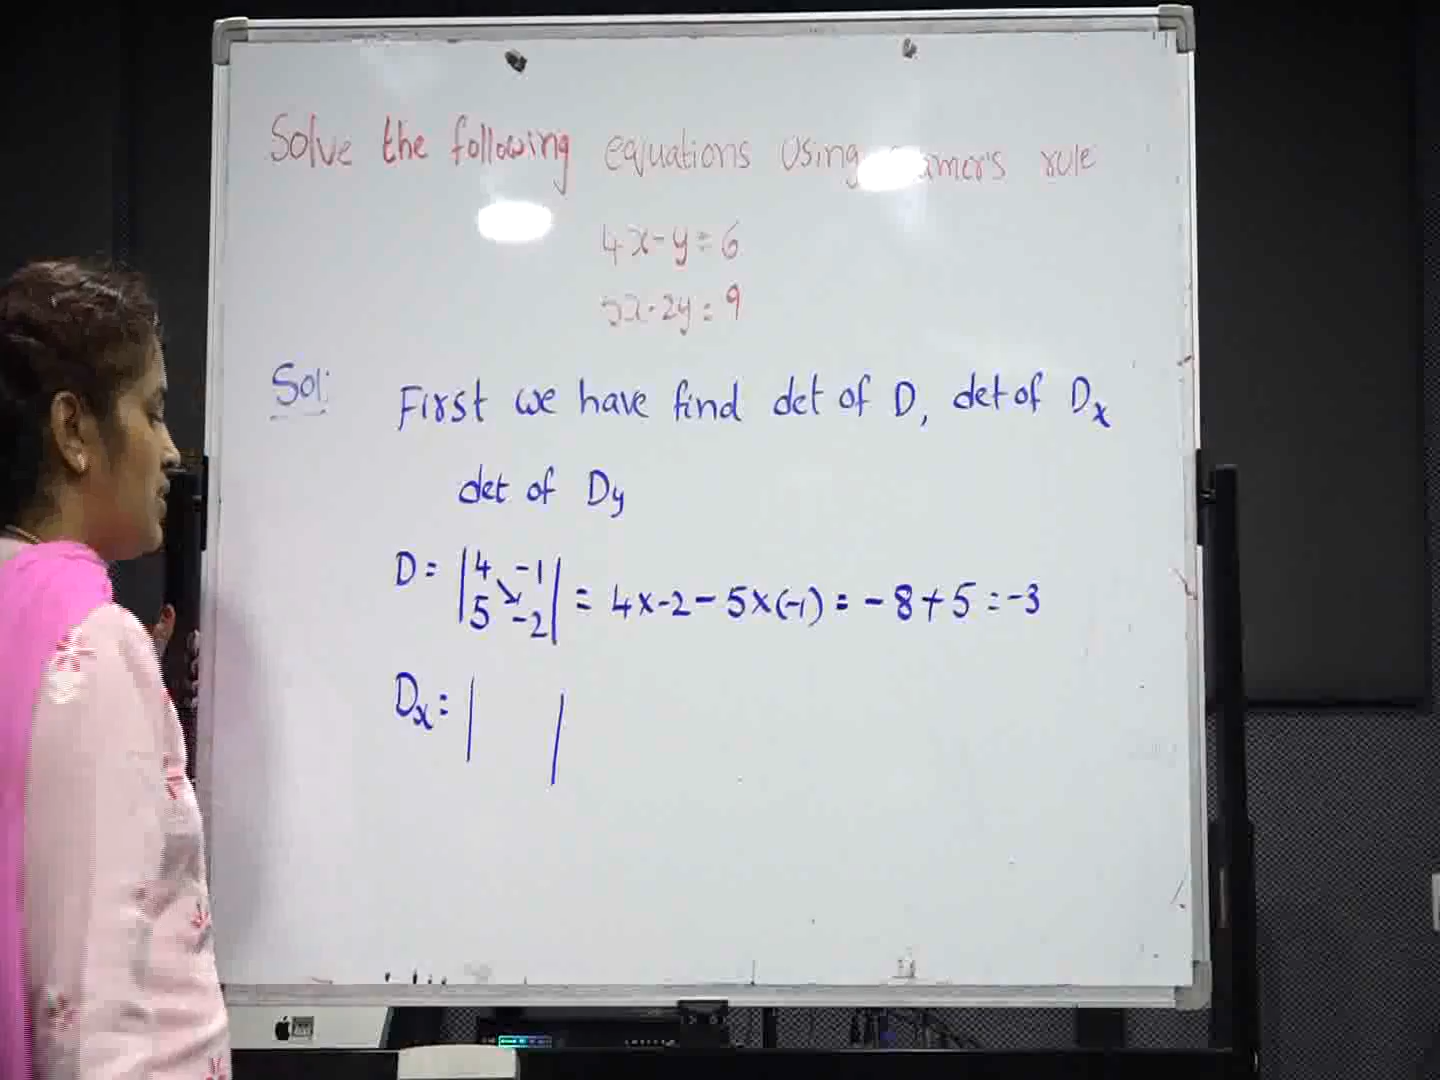 Solve the following equations using rule
4x-y=6
5x-2y=9
Sol:
First we have find det of D, det of Dx
det of Dy
D= |4 -1|
|5 -2| = 4x-2-5x(-1) = -8+5 = -3
Dx= | |